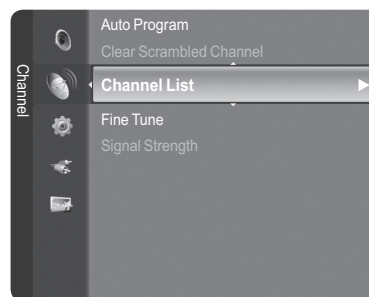 Channel
Auto Program
Clear Scrambled Channel
Channel List
Fine Tune
Signal Strength